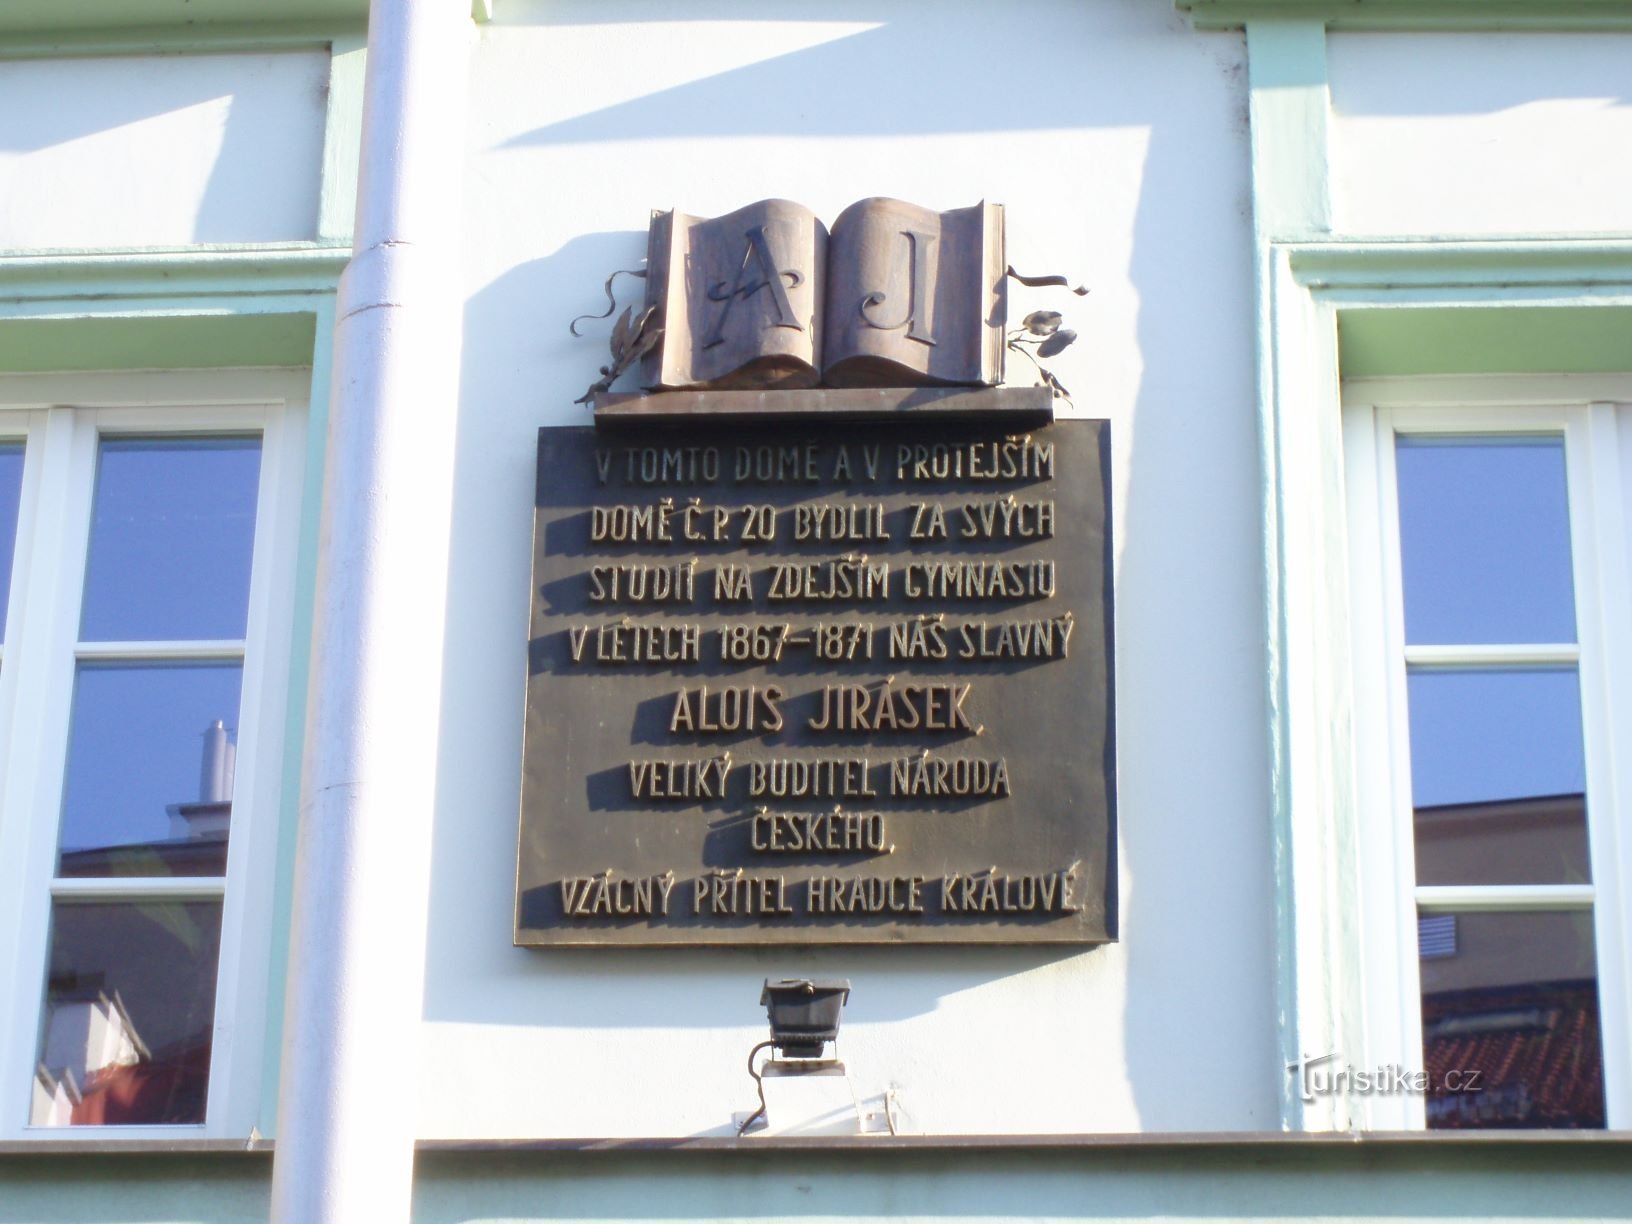 A J
V TOMTO DOMĚ A V PROTEJŠÍM
DOMĚ Č.P. 20 BYDLIL ZA SVÝCH
STUDIÍ NA ZDEJŠÍM GYMNASIU
V LÉTECH 1867–1871 NÁŠ SLAVNÝ
ALOIS JIRÁSEK,
VELIKÝ BUDITEL NÁRODA
ČESKÉHO,
VZÁCNÝ PŘÍTEL HRADCE KRÁLOVÉ.
Turistika.cz